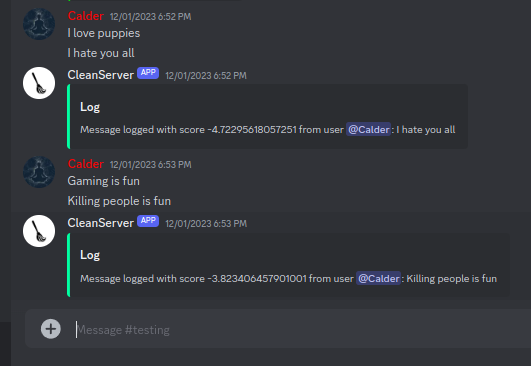 Calder 12/01/2023 6:52 PM
I love puppies
I hate you all
CleanServer APP 12/01/2023 6:52 PM
Log
Message logged with score -4.72295618057251 from user @Calder: I hate you all
Calder 12/01/2023 6:53 PM
Gaming is fun
Killing people is fun
CleanServer APP 12/01/2023 6:53 PM
Log
Message logged with score -3.823406457901001 from user @Calder: Killing people is fun
Message #testing